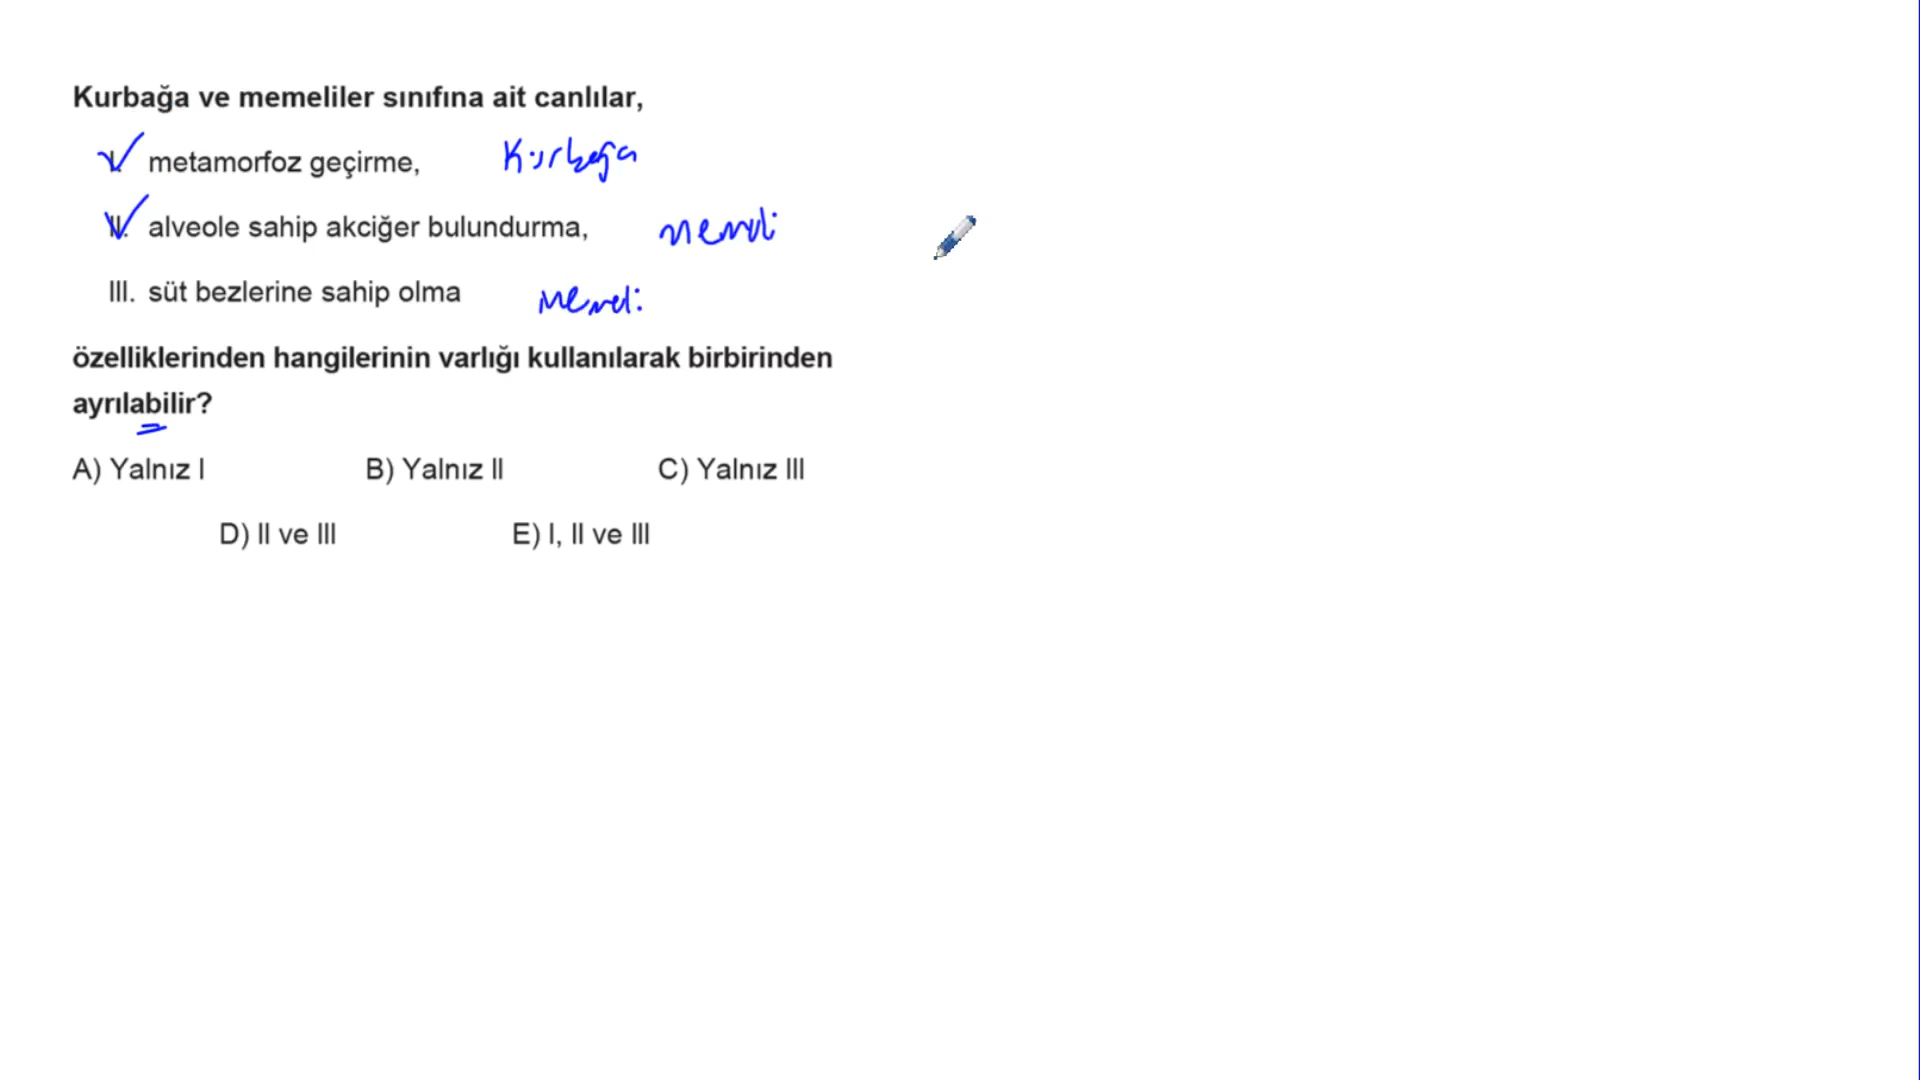 Kurbağa ve memeliler sınıfına ait canlılar,
I. metamorfoz geçirme, Kurbağa
II. alveole sahip akciğer bulundurma, memeli
III. süt bezlerine sahip olma memeli
özelliklerinden hangilerinin varlığı kullanılarak birbirinden
ayrılabilir?
A) Yalnız I B) Yalnız II C) Yalnız III
D) II ve III E) I, II ve III